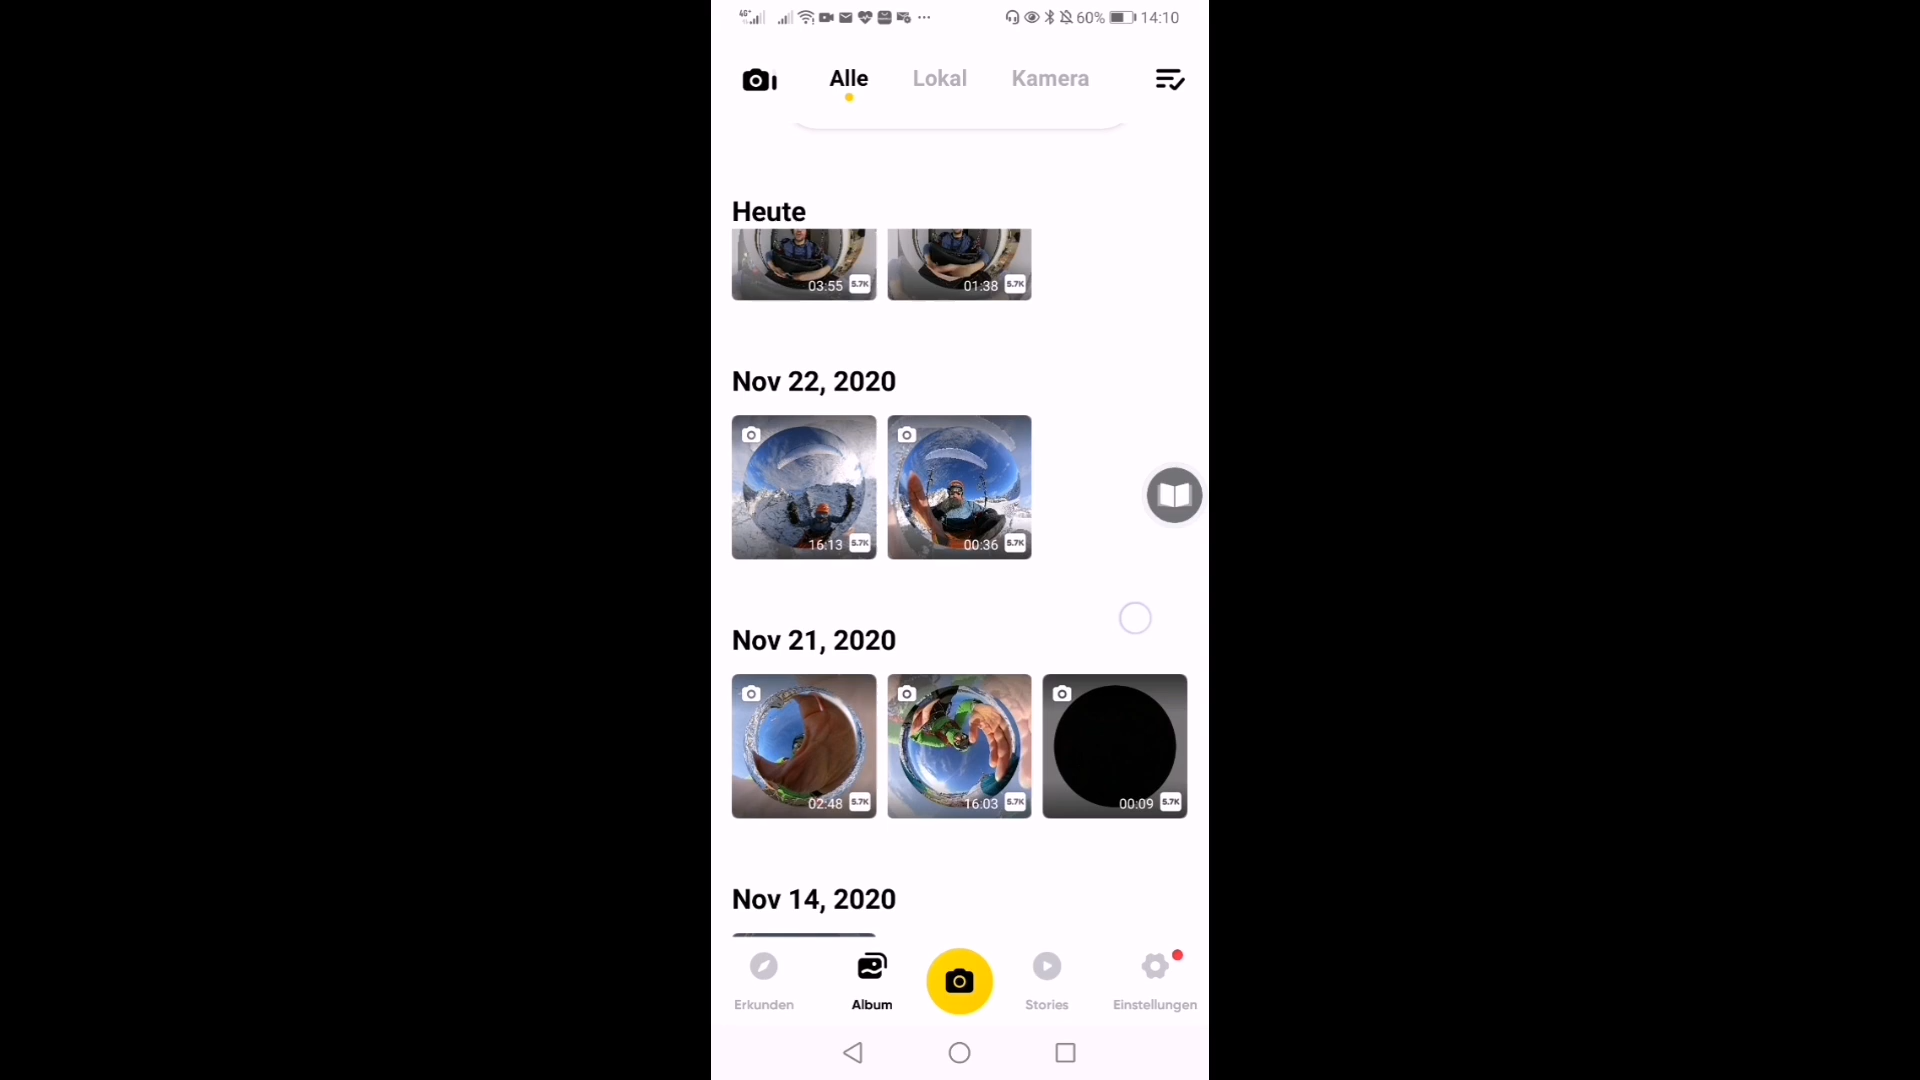 4G+ 60% 14:10
Alle Lokal Kamera
Heute
03:55 5.7K 01:38 5.7K
Nov 22, 2020
16:13 5.7K 00:36 5.7K
Nov 21, 2020
02:48 5.7K 16:03 5.7K 00:09 5.7K
Nov 14, 2020
Erkunden Album Stories Einstellungen